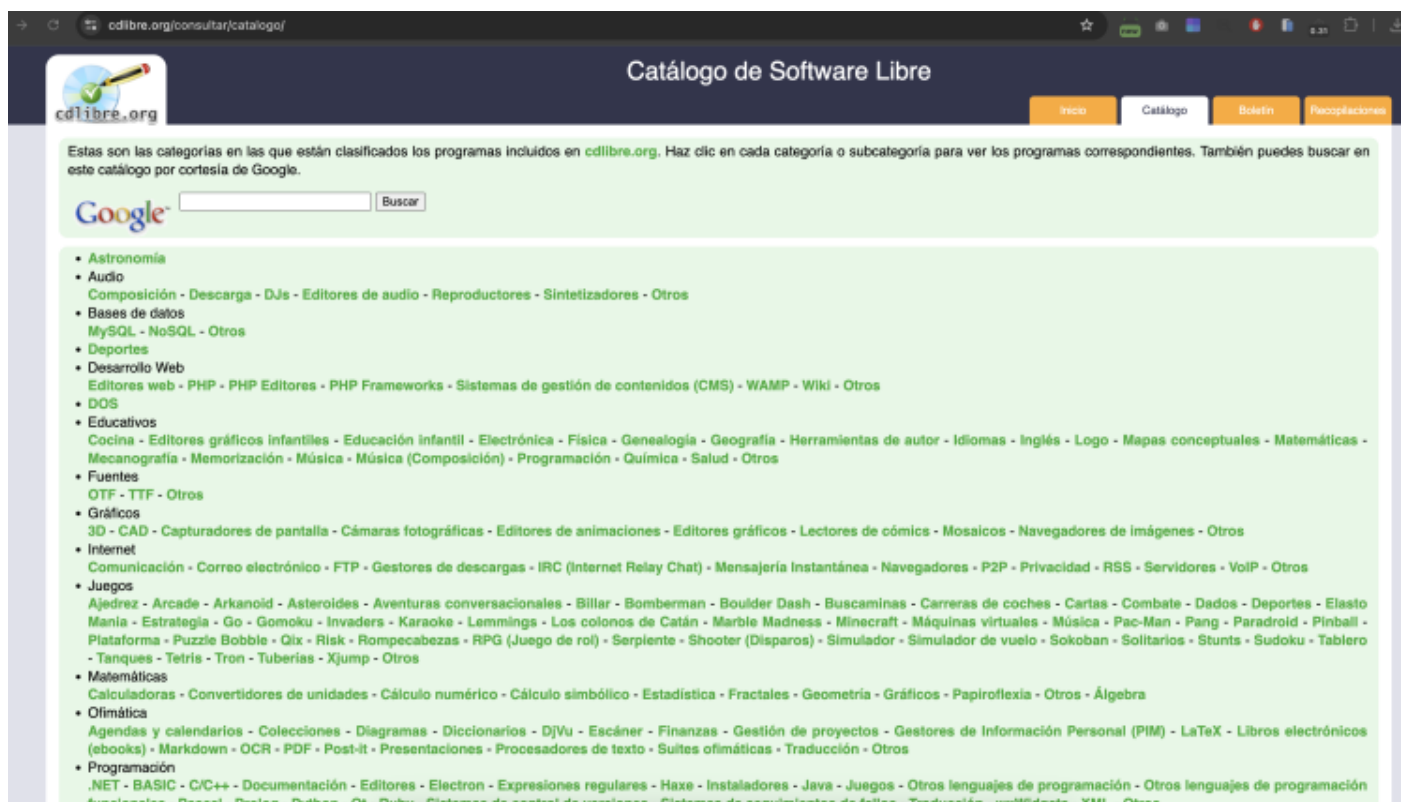 cdlibre.org/consultar/catalogo/
Catálogo de Software Libre
cdlibre.org
Inicio
Catálogo
Boletín
Recopilaciones
Estas son las categorías en las que están clasificados los programas incluidos en cdlibre.org. Haz clic en cada categoría o subcategoría para ver los programas correspondientes. También puedes buscar en
este catálogo por cortesía de Google.
Google
Buscar
• Astronomía
• Audio
Composición - Descarga - DJs - Editores de audio - Reproductores - Sintetizadores - Otros
• Bases de datos
MySQL - NoSQL - Otros
• Deportes
• Desarrollo Web
Editores web - PHP - PHP Editores - PHP Frameworks - Sistemas de gestión de contenidos (CMS) - WAMP - Wiki - Otros
• DOS
• Educativos
Cocina - Editores gráficos infantiles - Educación infantil - Electrónica - Física - Genealogía - Geografía - Herramientas de autor - Idiomas - Inglés - Logo - Mapas conceptuales - Matemáticas -
Mecanografía - Memorización - Música - Música (Composición) - Programación - Química - Salud - Otros
• Fuentes
OTF - TTF - Otros
• Gráficos
3D - CAD - Capturadores de pantalla - Cámaras fotográficas - Editores de animaciones - Editores gráficos - Lectores de cómics - Mosaicos - Navegadores de imágenes - Otros
• Internet
Comunicación - Correo electrónico - FTP - Gestores de descargas - IRC (Internet Relay Chat) - Mensajería Instantánea - Navegadores - P2P - Privacidad - RSS - Servidores - VoIP - Otros
• Juegos
Ajedrez - Arcade - Arkanoid - Asteroides - Aventuras conversacionales - Billar - Bomberman - Boulder Dash - Buscaminas - Carreras de coches - Cartas - Combate - Dados - Deportes - Elasto
Mania - Estrategia - Go - Gomoku - Invaders - Karaoke - Lemmings - Los colonos de Catán - Marble Madness - Minecraft - Máquinas virtuales - Música - Pac-Man - Pang - Paradroid - Pinball -
Plataforma - Puzzle Bobble - Qix - Risk - Rompecabezas - RPG (Juego de rol) - Serpiente - Shooter (Disparos) - Simulador - Simulador de vuelo - Sokoban - Solitarios - Stunts - Sudoku - Tablero
- Tanques - Tetris - Tron - Tuberías - Xjump - Otros
• Matemáticas
Calculadoras - Convertidores de unidades - Cálculo numérico - Cálculo simbólico - Estadística - Fractales - Geometría - Gráficos - Papiroflexia - Otros - Álgebra
• Ofimática
Agendas y calendarios - Colecciones - Diagramas - Diccionarios - DjVu - Escáner - Finanzas - Gestión de proyectos - Gestores de Información Personal (PIM) - LaTeX - Libros electrónicos
(ebooks) - Markdown - OCR - PDF - Post-it - Presentaciones - Procesadores de texto - Suites ofimáticas - Traducción - Otros
• Programación
.NET - BASIC - C/C++ - Documentación - Editores - Electron - Expresiones regulares - Haxe - Instaladores - Java - Juegos - Otros lenguajes de programación - Otros lenguajes de programación